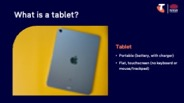 What is a tablet?
Tablet
• Portable (battery, with charger)
• Flat, touchscreen (no keyboard or
mouse/trackpad)